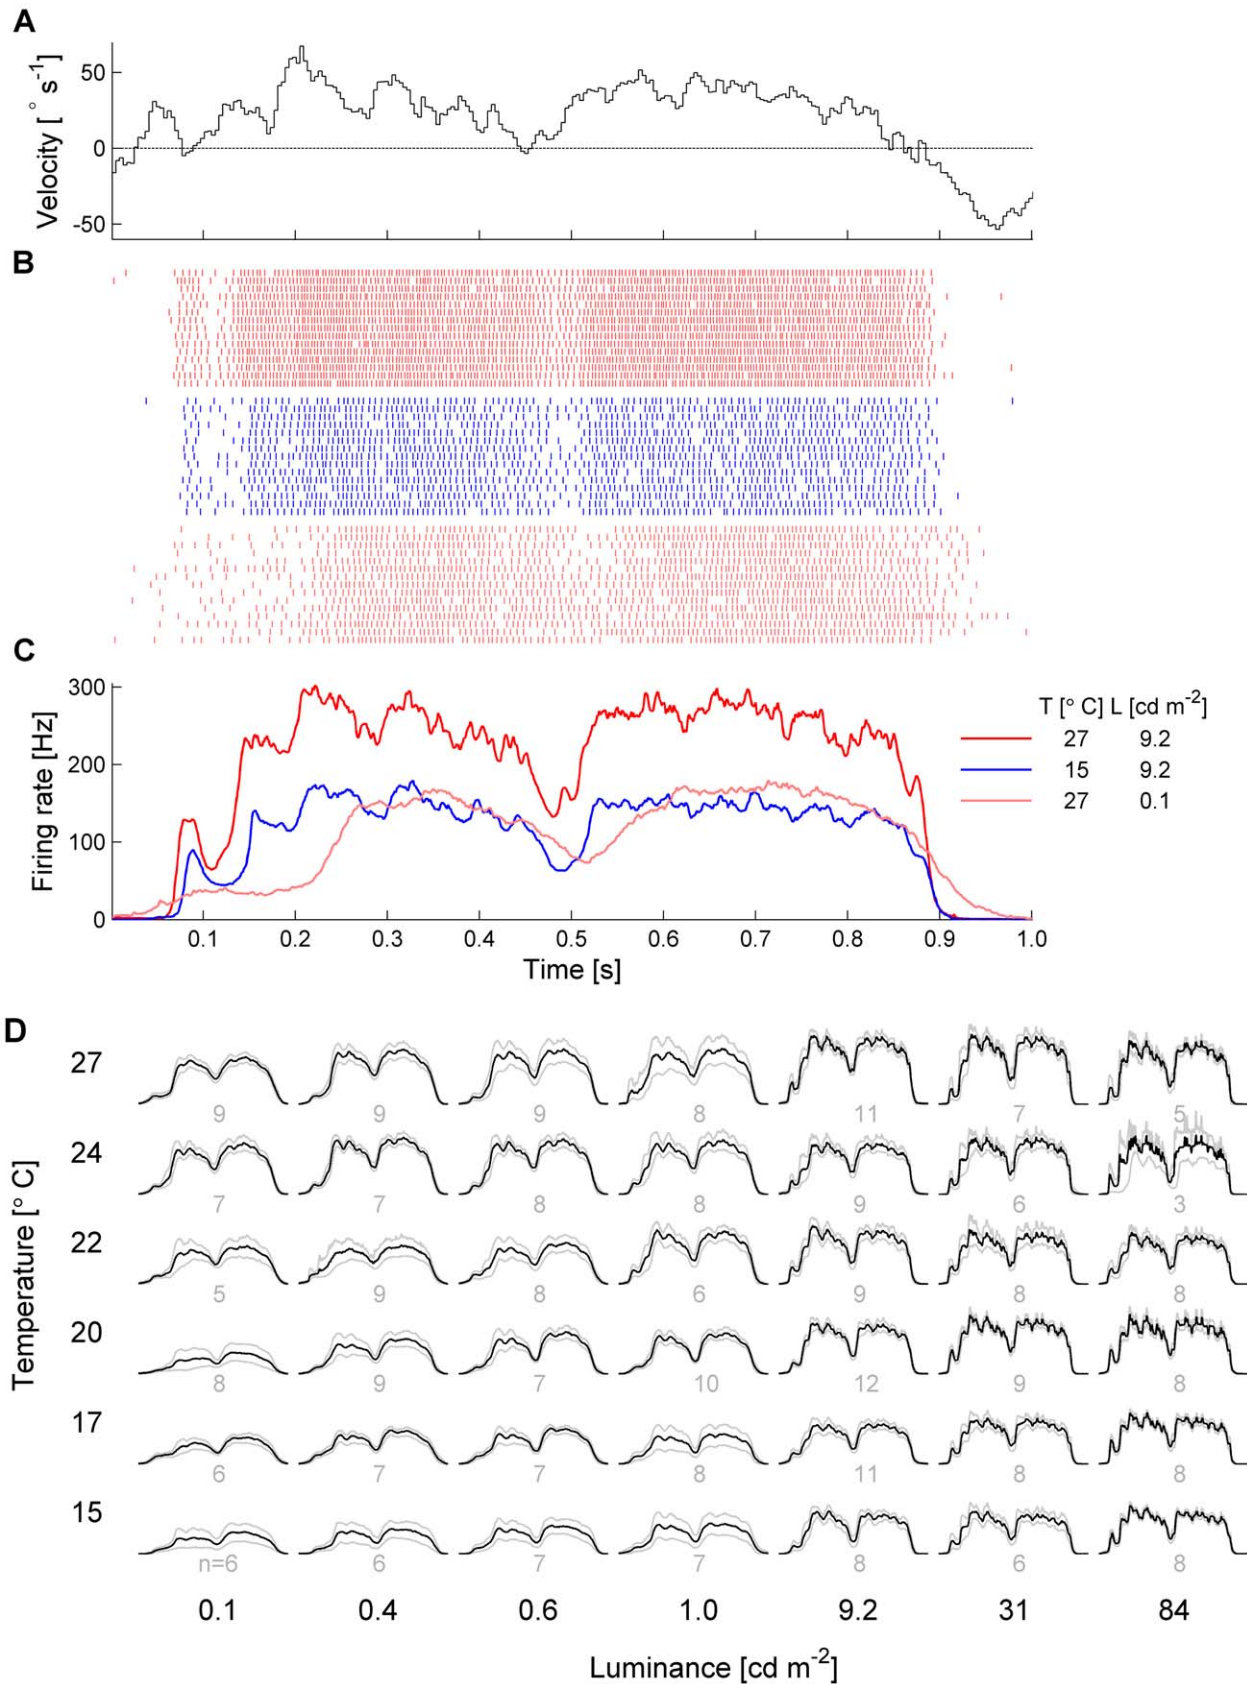 A
Velocity [ ° s-1]
50
0
-50
B
C
Firing rate [Hz]
300
200
100
0
0.1 0.2 0.3 0.4 0.5 0.6 0.7 0.8 0.9 1.0
Time [s]
T [° C] L [cd m-2]
27 9.2
15 9.2
27 0.1
D
Temperature [° C]
27
9 9 9 8 11 7 5
24
7 7 8 8 9 6 3
22
5 9 8 6 9 8 8
20
8 9 7 10 12 9 8
17
6 7 7 8 11 8 8
15
n=6 6 7 7 8 6 8
0.1 0.4 0.6 1.0 9.2 31 84
Luminance [cd m-2]